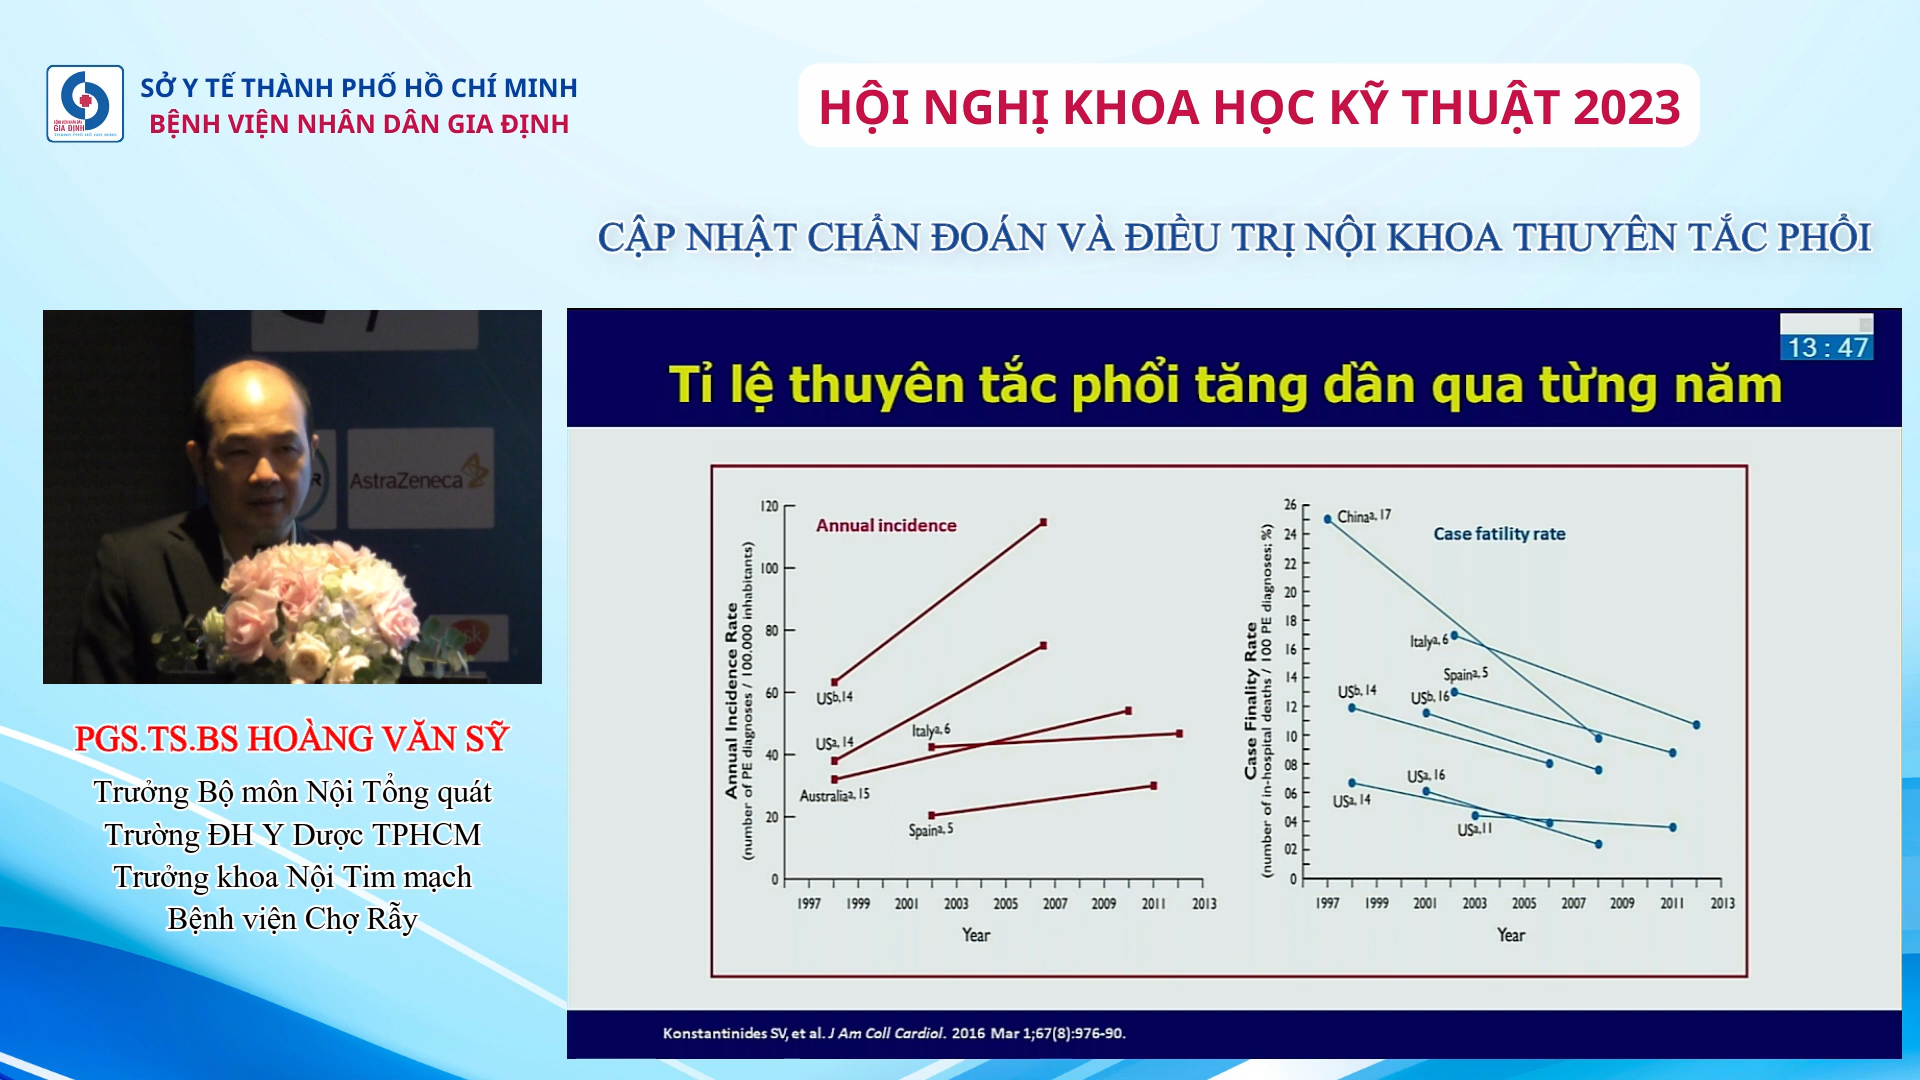 SỞ Y TẾ THÀNH PHỐ HỒ CHÍ MINH
BỆNH VIỆN NHÂN DÂN GIA ĐỊNH
HỘI NGHỊ KHOA HỌC KỸ THUẬT 2023
CẬP NHẬT CHẨN ĐOÁN VÀ ĐIỀU TRỊ NỘI KHOA THUYÊN TẮC PHỔI
AstraZeneca
PGS.TS.BS HOÀNG VĂN SỸ
Trưởng Bộ môn Nội Tổng quát
Trường ĐH Y Dược TPHCM
Trưởng khoa Nội Tim mạch
Bệnh viện Chợ Rẫy
13 : 47
Tỉ lệ thuyên tắc phổi tăng dần qua từng năm
Annual incidence
Annual Incidence Rate
(number of PE diagnoses / 100.000 inhabitants)
120
100
80
60
40
20
0
USb,14
USa, 14
Italya, 6
Australiaa, 15
Spaina, 5
1997 1999 2001 2003 2005 2007 2009 2011 2013
Year
Case fatility rate
Case Finality Rate
(number of in-hospital deaths / 100 PE diagnoses; %)
26
24
22
20
18
16
14
12
10
08
06
04
02
0
Chinaa, 17
Italya, 6
Spaina, 5
USb, 14
USb, 16
USa, 16
USa, 14
USa,11
1997 1999 2001 2003 2005 2007 2009 2011 2013
Year
Konstantinides SV, et al. J Am Coll Cardiol. 2016 Mar 1;67(8):976-90.